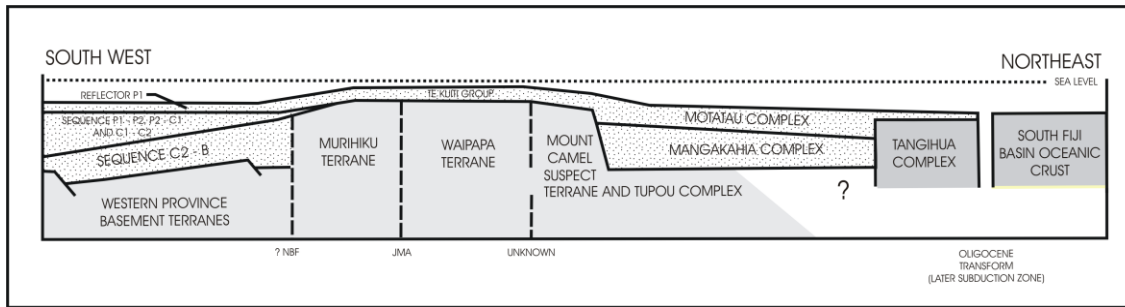 SOUTH WEST
NORTHEAST
SEA LEVEL
REFLECTOR P1
TE KUITI GROUP
SEQUENCE P1 - P2, P2 - C1
AND C1 - C2
SEQUENCE C2 - B
WESTERN PROVINCE
BASEMENT TERRANES
MURIHIKU
TERRANE
WAIPAPA
TERRANE
MOUNT
CAMEL
SUSPECT
TERRANE AND TUPOU COMPLEX
MOTATAU COMPLEX
MANGAKAHIA COMPLEX
?
TANGIHUA
COMPLEX
SOUTH FIJI
BASIN OCEANIC
CRUST
? NBF
JMA
UNKNOWN
OLIGOCENE
TRANSFORM
(LATER SUBDUCTION ZONE)